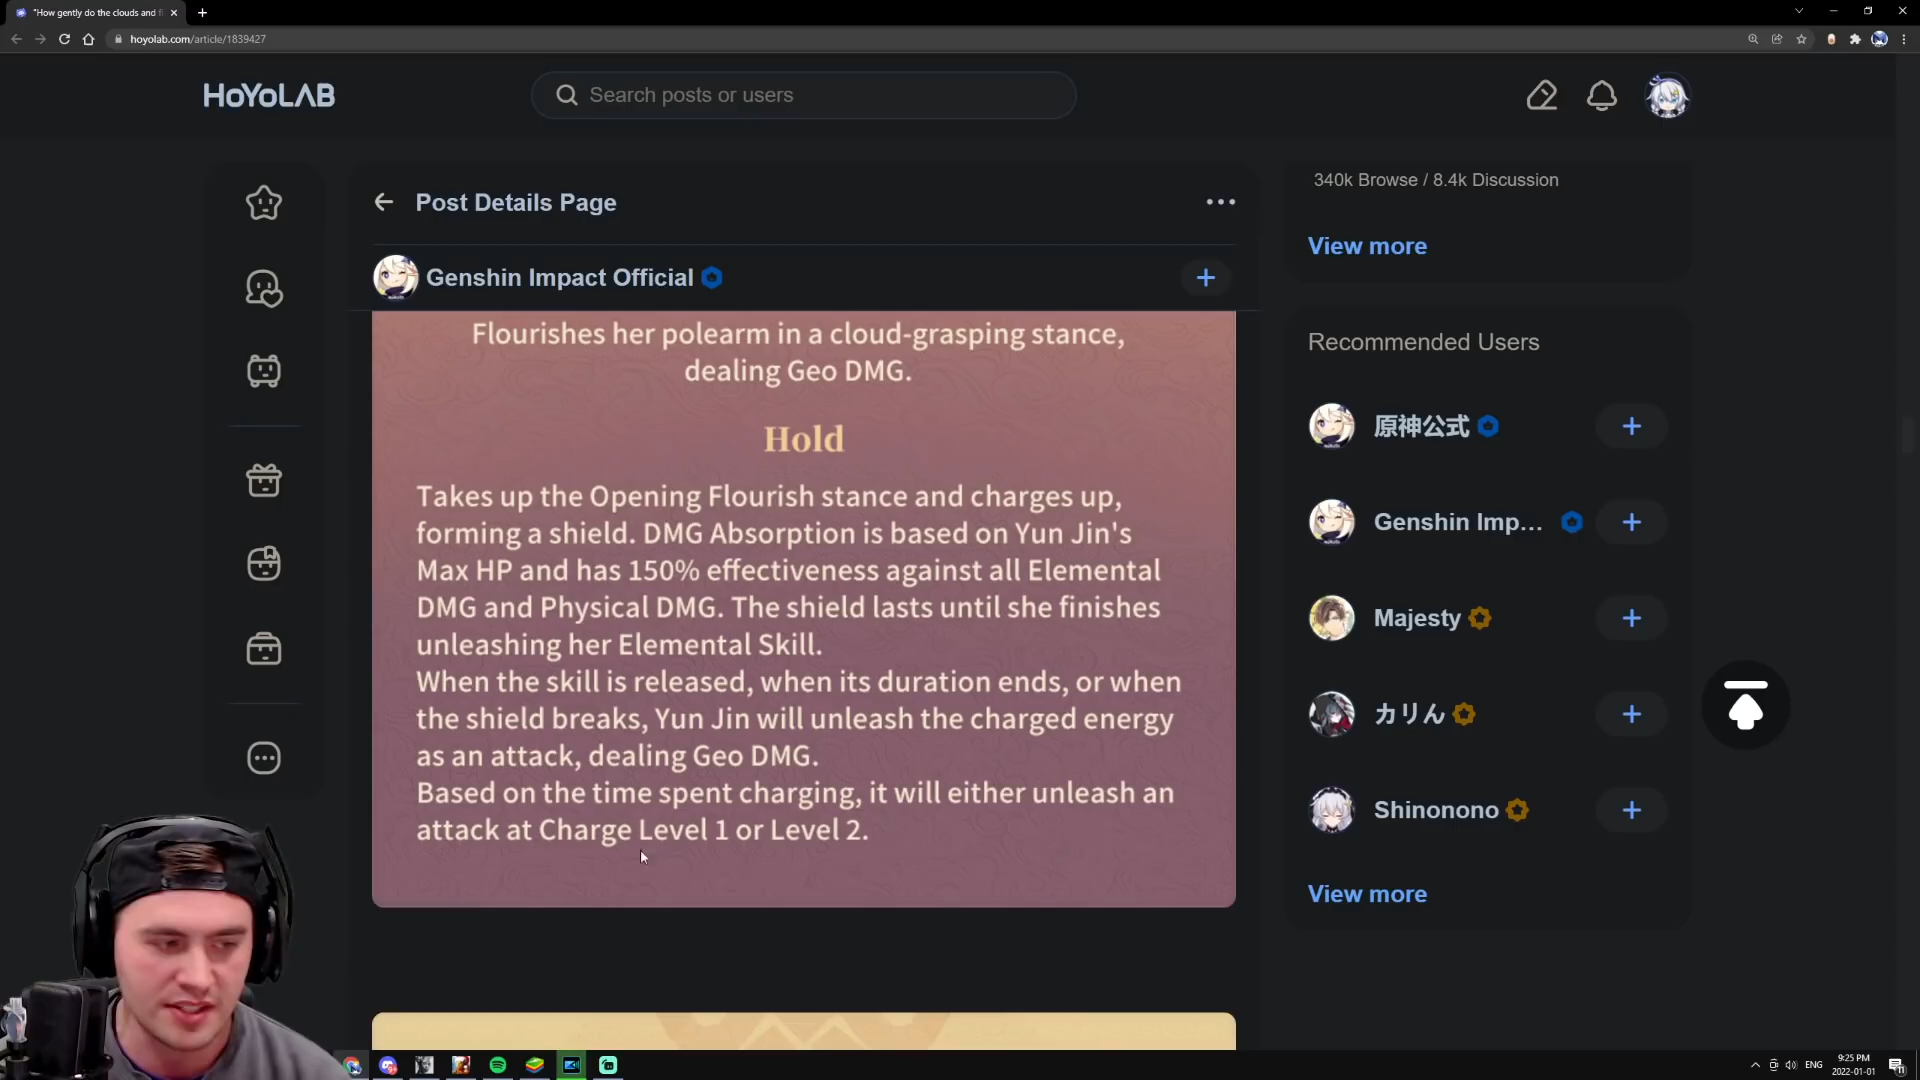 "How gently do the clouds and fl
hoyolab.com/article/1839427
HoYoLAB
Search posts or users
Post Details Page
Genshin Impact Official
Flourishes her polearm in a cloud-grasping stance,
dealing Geo DMG.
Hold
Takes up the Opening Flourish stance and charges up,
forming a shield. DMG Absorption is based on Yun Jin's
Max HP and has 150% effectiveness against all Elemental
DMG and Physical DMG. The shield lasts until she finishes
unleashing her Elemental Skill.
When the skill is released, when its duration ends, or when
the shield breaks, Yun Jin will unleash the charged energy
as an attack, dealing Geo DMG.
Based on the time spent charging, it will either unleash an
attack at Charge Level 1 or Level 2.
340k Browse / 8.4k Discussion
View more
Recommended Users
原神公式
Genshin Imp...
Majesty
カリん
Shinonono
View more
ENG
9:25 PM
2022-01-01